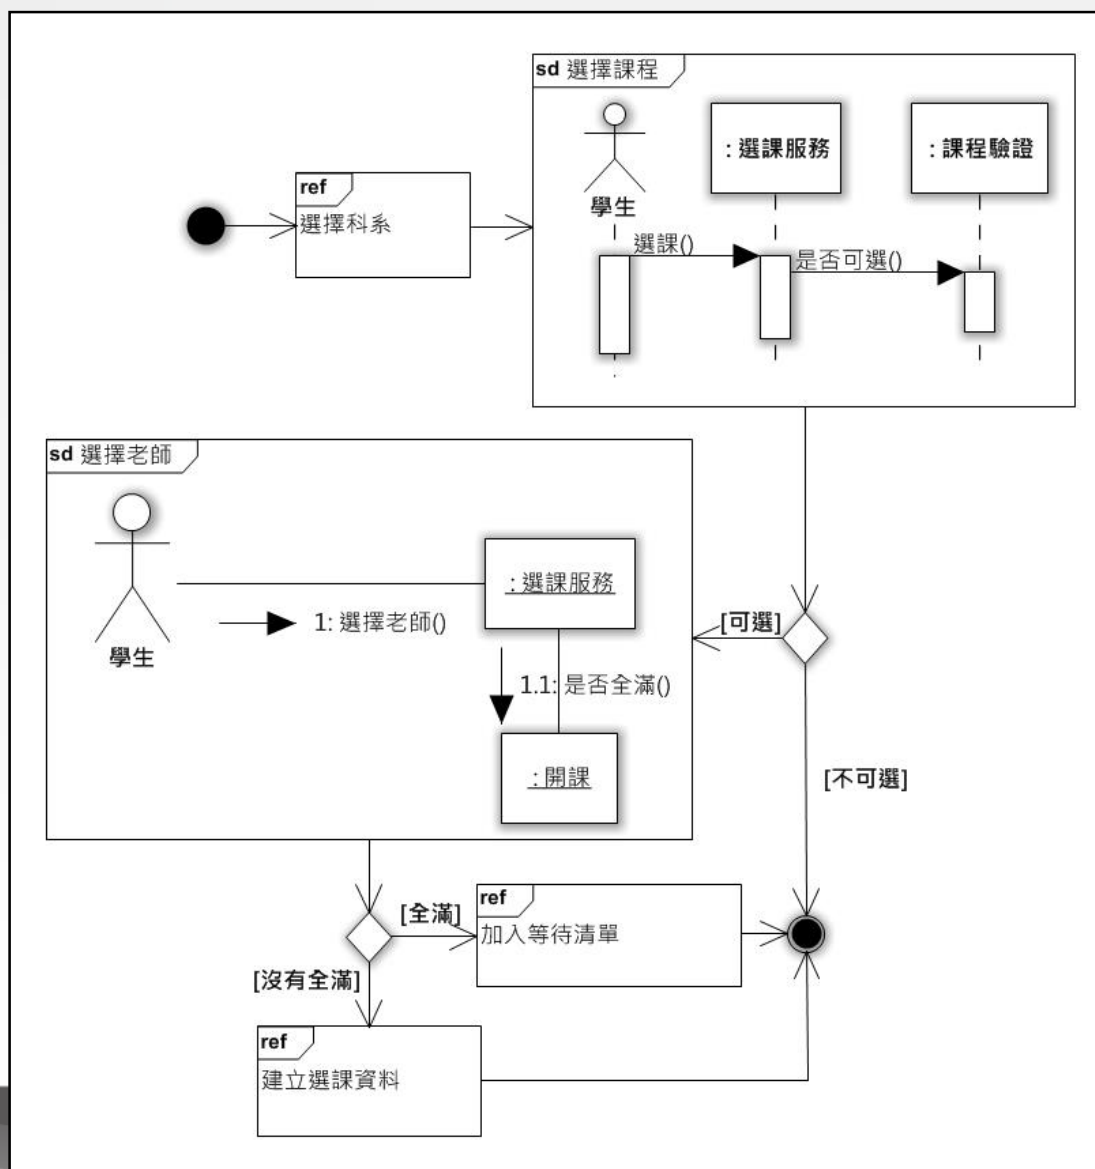 sd 選擇課程
: 選課服務
: 課程驗證
學生
選課()
是否可選()
ref
選擇科系
sd 選擇老師
: 選課服務
1: 選擇老師()
學生
1.1: 是否全滿()
: 開課
[可選]
[不可選]
[全滿]
ref
加入等待清單
[沒有全滿]
ref
建立選課資料